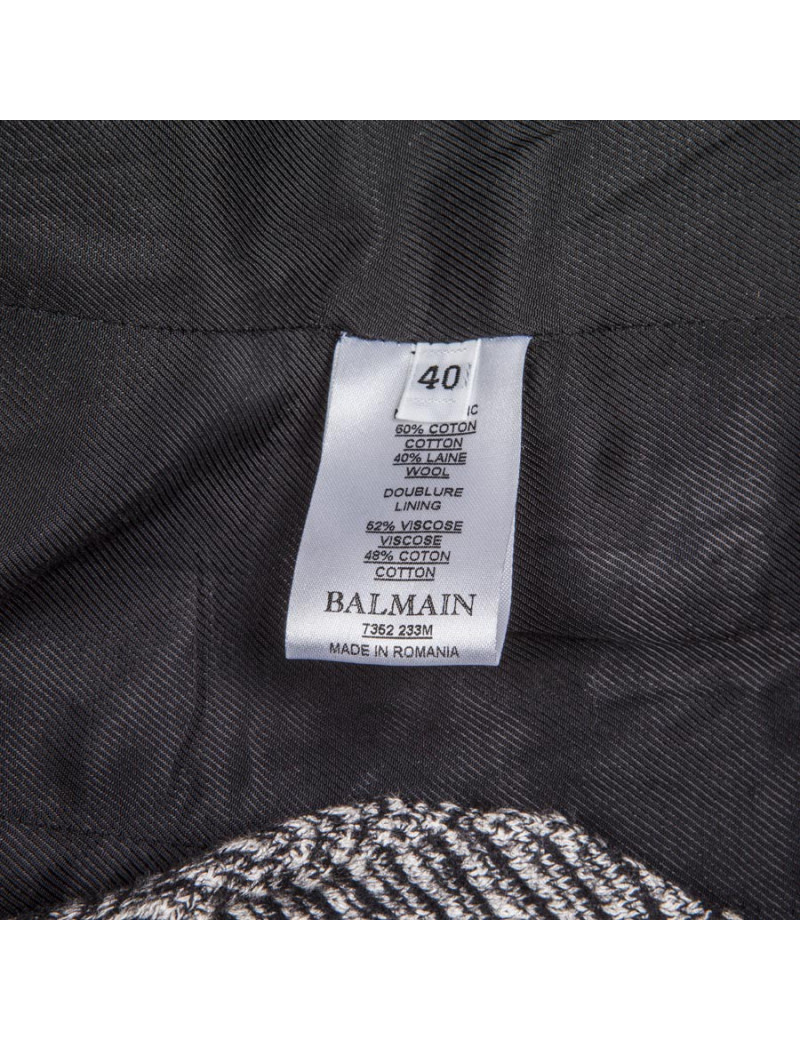 40
60% COTON
COTTON
40% LAINE
WOOL
DOUBLURE
LINING
52% VISCOSE
VISCOSE
48% COTON
COTTON
BALMAIN
7352 233M
MADE IN ROMANIA